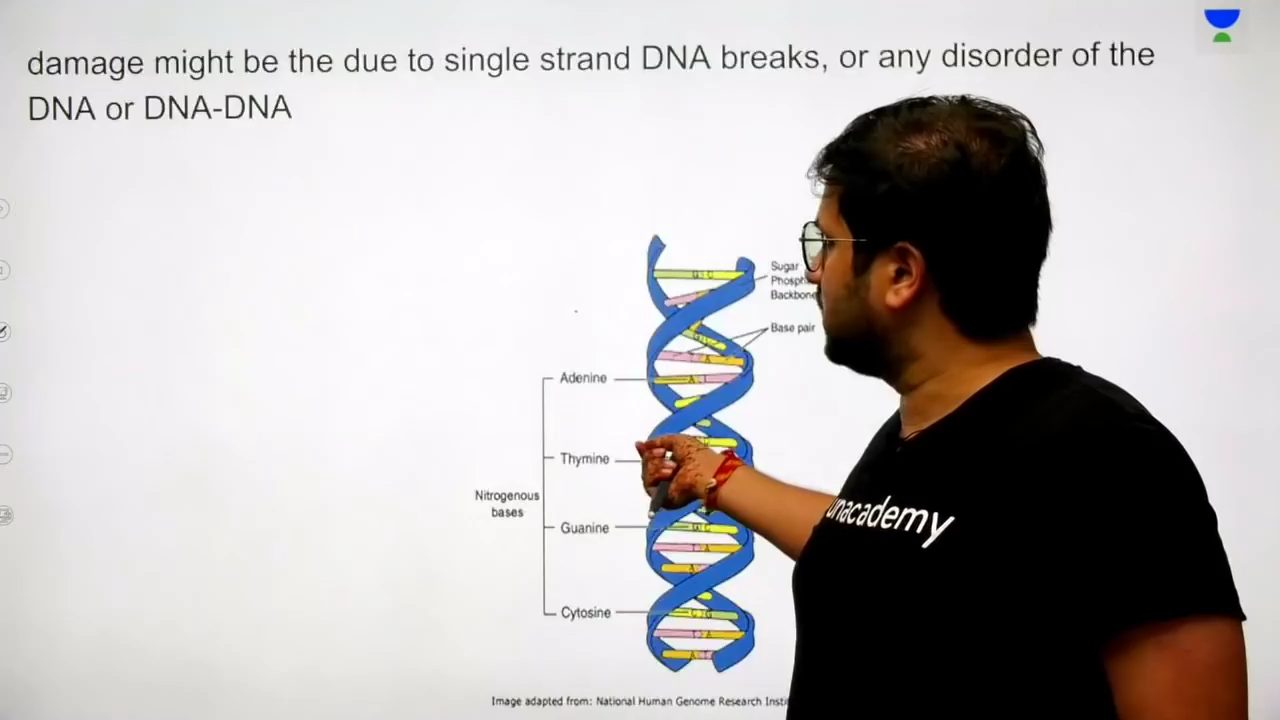 damage might be the due to single strand DNA breaks, or any disorder of the
DNA or DNA-DNA
Sugar
Backbone
Base pair
Adenine
Thymine
Nitrogenous
bases
Guanine
Cytosine
unacademy
Image adapted from: National Human Genome Research